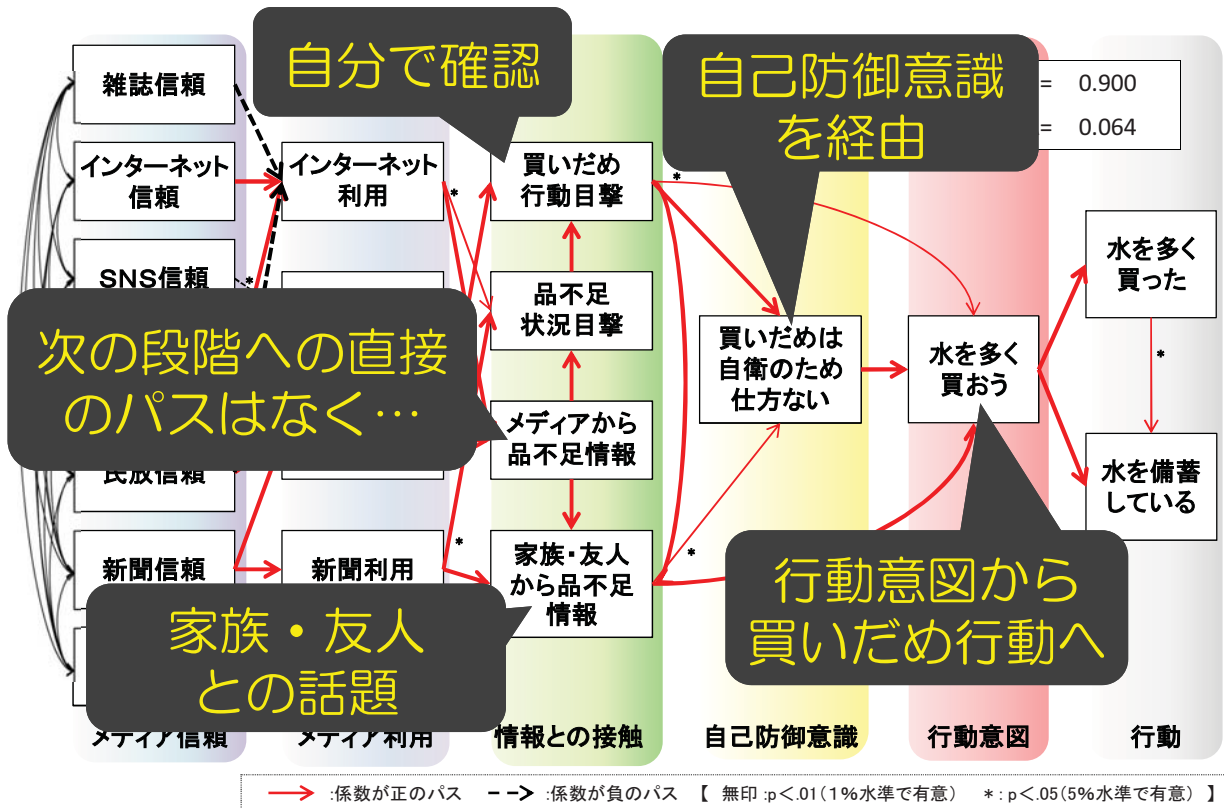 自分で確認
自己防御意識
を経由
= 0.900
= 0.064
雑誌信頼
インターネット
信頼
インターネット
利用
買いだめ
行動目撃
*
*
SNS信頼
*
品不足
状況目撃
水を多く
買った
次の段階への直接
のパスはなく…
買いだめは
自衛のため
仕方ない
水を多く
買おう
*
メディアから
品不足情報
民放信頼
水を備蓄
している
新聞信頼
新聞利用
*
家族・友人
から品不足
情報
*
家族・友人
との話題
行動意図から
買いだめ行動へ
メディア信頼
メディア利用
情報との接触
自己防御意識
行動意図
行動
:係数が正のパス :係数が負のパス 【 無印:p<.01(1%水準で有意) *:p<.05(5%水準で有意) 】